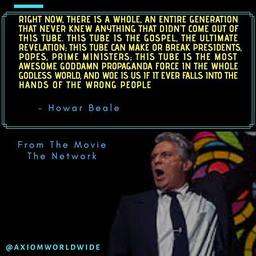 RIGHT NOW, THERE IS A WHOLE, AN ENTIRE GENERATION
THAT NEVER KNEW ANYTHING THAT DIDN'T COME OUT OF
THIS TUBE. THIS TUBE IS THE GOSPEL, THE ULTIMATE
REVELATION; THIS TUBE CAN MAKE OR BREAK PRESIDENTS,
POPES, PRIME MINISTERS; THIS TUBE IS THE MOST
AWESOME GODDAMN PROPAGANDA FORCE IN THE WHOLE
GODLESS WORLD, AND WOE IS US IF IT EVER FALLS INTO THE
HANDS OF THE WRONG PEOPLE
- Howar Beale
From The Movie
The Network
@AXIOMWORLDWIDE